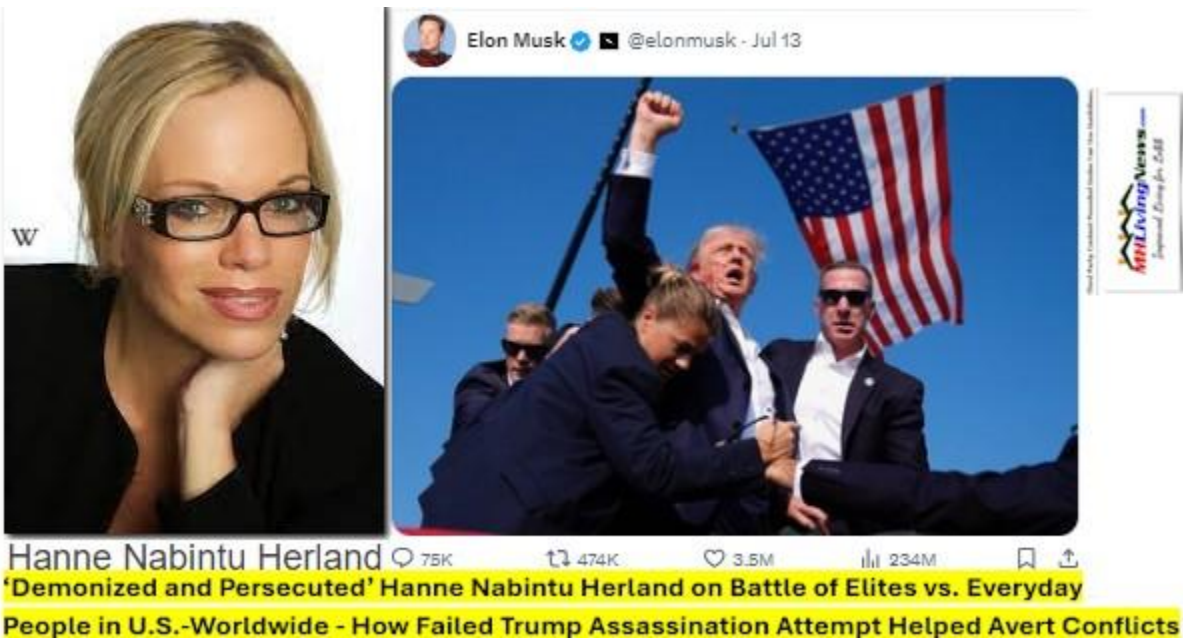 Elon Musk @elonmusk · Jul 13
W
MHLivingNews.com
Hanne Nabintu Herland
75K 474K 3.5M 234M
‘Demonized and Persecuted’ Hanne Nabintu Herland on Battle of Elites vs. Everyday
People in U.S.-Worldwide - How Failed Trump Assassination Attempt Helped Avert Conflicts